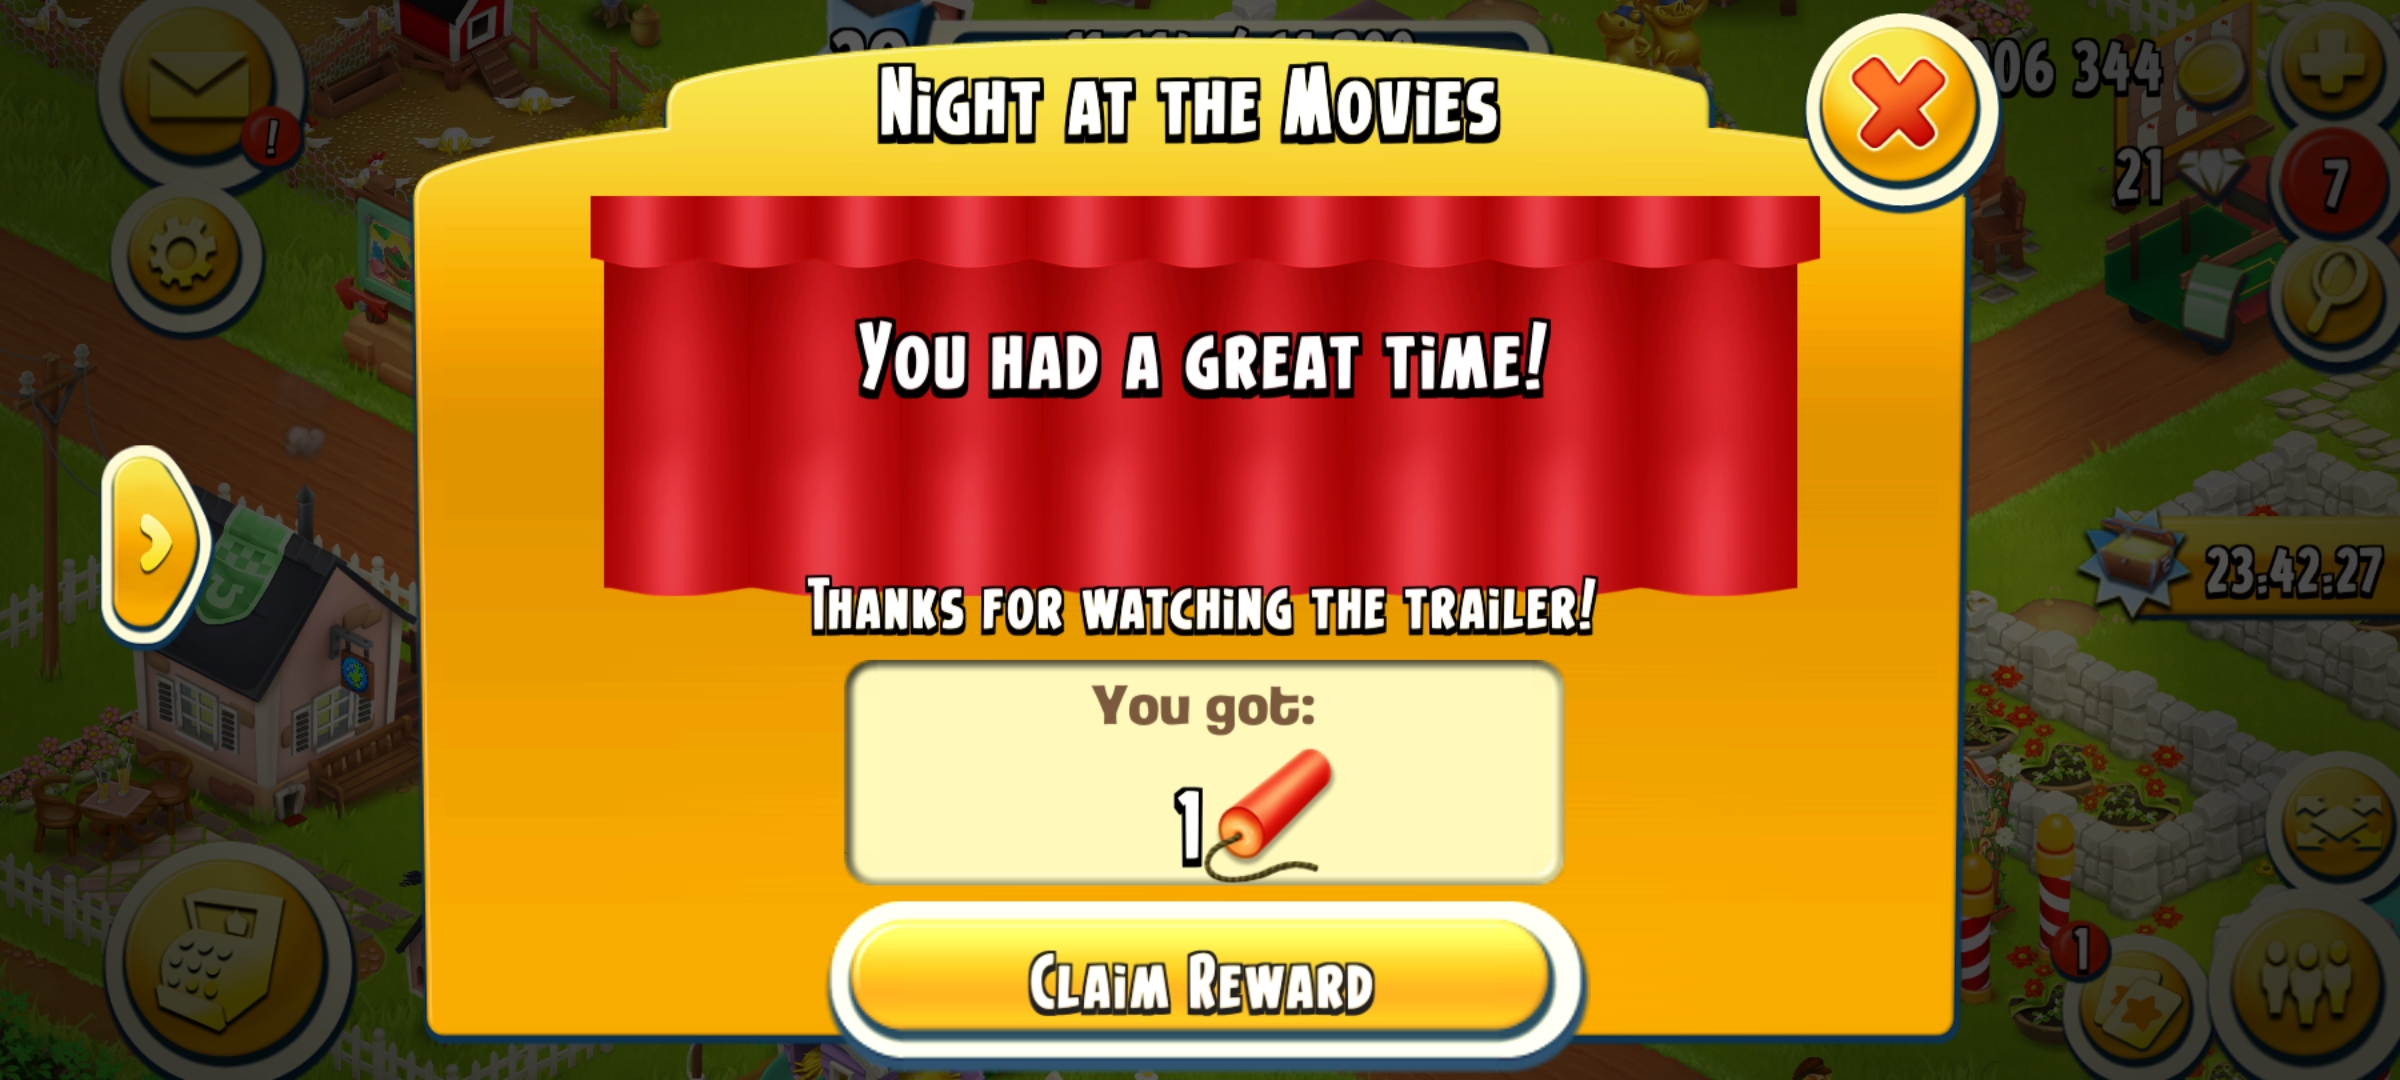 Night at the Movies
You had a great time!
Thanks for watching the trailer!
You got:
1
Claim Reward
!
06 344
21
7
23:42:27
1